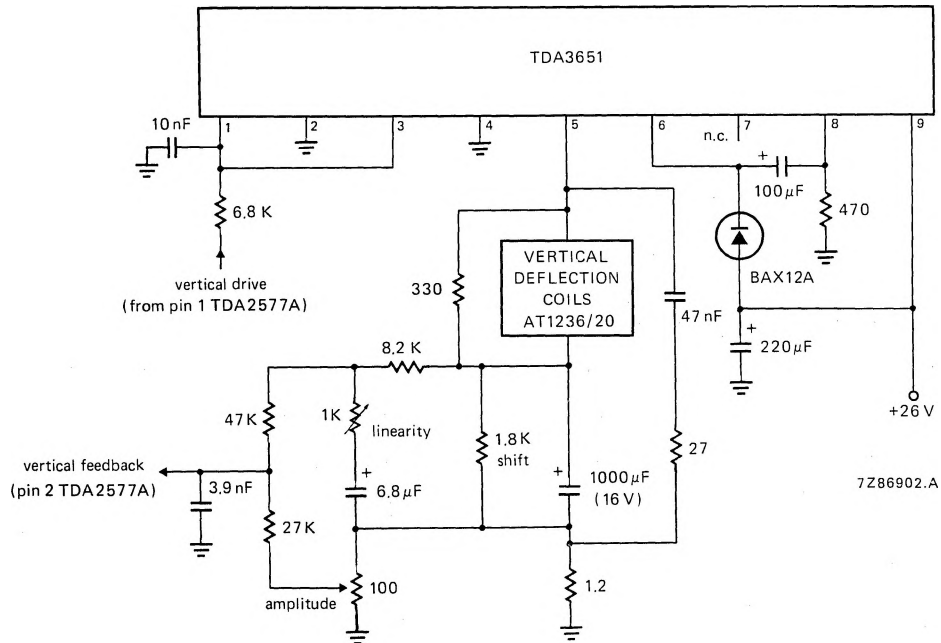 TDA3651
1
2
3
4
5
6
7
8
9
10 nF
n.c.
+
100 µF
6.8 K
470
vertical drive
(from pin 1 TDA2577A)
VERTICAL
DEFLECTION
COILS
AT1236/20
BAX12A
330
47 nF
+
220 µF
8.2 K
+26 V
47 K
1K
linearity
1.8 K
shift
27
vertical feedback
(pin 2 TDA2577A)
+
6.8 µF
+
1000 µF
(16 V)
7Z86902.A
3.9 nF
27 K
amplitude
100
1.2